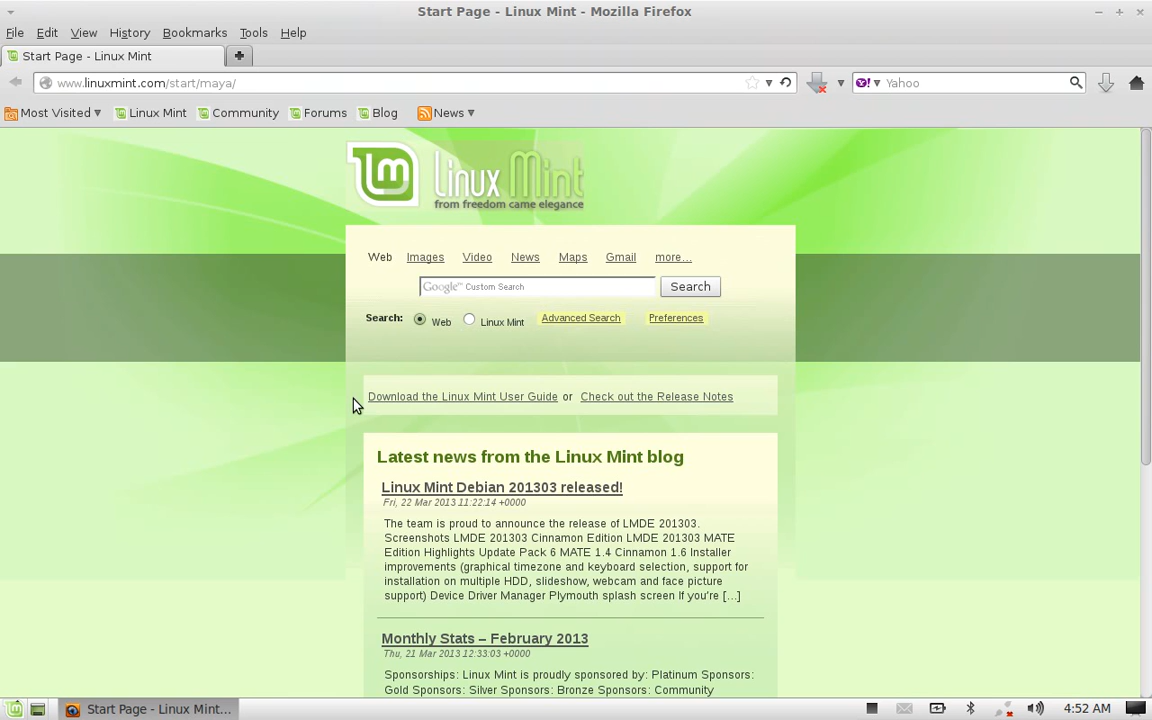 Start Page - Linux Mint - Mozilla Firefox
File Edit View History Bookmarks Tools Help
Start Page - Linux Mint
www.linuxmint.com/start/maya/
Yahoo
Most Visited Linux Mint Community Forums Blog News
Linux Mint
from freedom came elegance
Web Images Video News Maps Gmail more...
Google™ Custom Search Search
Search: Web Linux Mint Advanced Search Preferences
Download the Linux Mint User Guide or Check out the Release Notes
Latest news from the Linux Mint blog
Linux Mint Debian 201303 released!
Fri, 22 Mar 2013 11:22:14 +0000
The team is proud to announce the release of LMDE 201303.
Screenshots LMDE 201303 Cinnamon Edition LMDE 201303 MATE
Edition Highlights Update Pack 6 MATE 1.4 Cinnamon 1.6 Installer
improvements (graphical timezone and keyboard selection, support for
installation on multiple HDD, slideshow, webcam and face picture
support) Device Driver Manager Plymouth splash screen If you're [...]
Monthly Stats – February 2013
Thu, 21 Mar 2013 12:33:03 +0000
Sponsorships: Linux Mint is proudly sponsored by: Platinum Sponsors:
Gold Sponsors: Silver Sponsors: Bronze Sponsors: Community
Start Page - Linux Mint... 4:52 AM